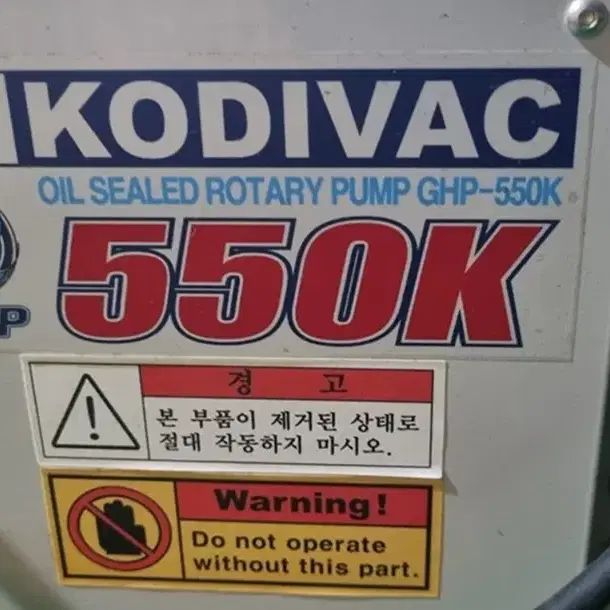 KODIVAC
OIL SEALED ROTARY PUMP GHP-550K
550K
P
경 고
본 부품이 제거된 상태로
절대 작동하지 마시오.
Warning!
Do not operate
without this part.